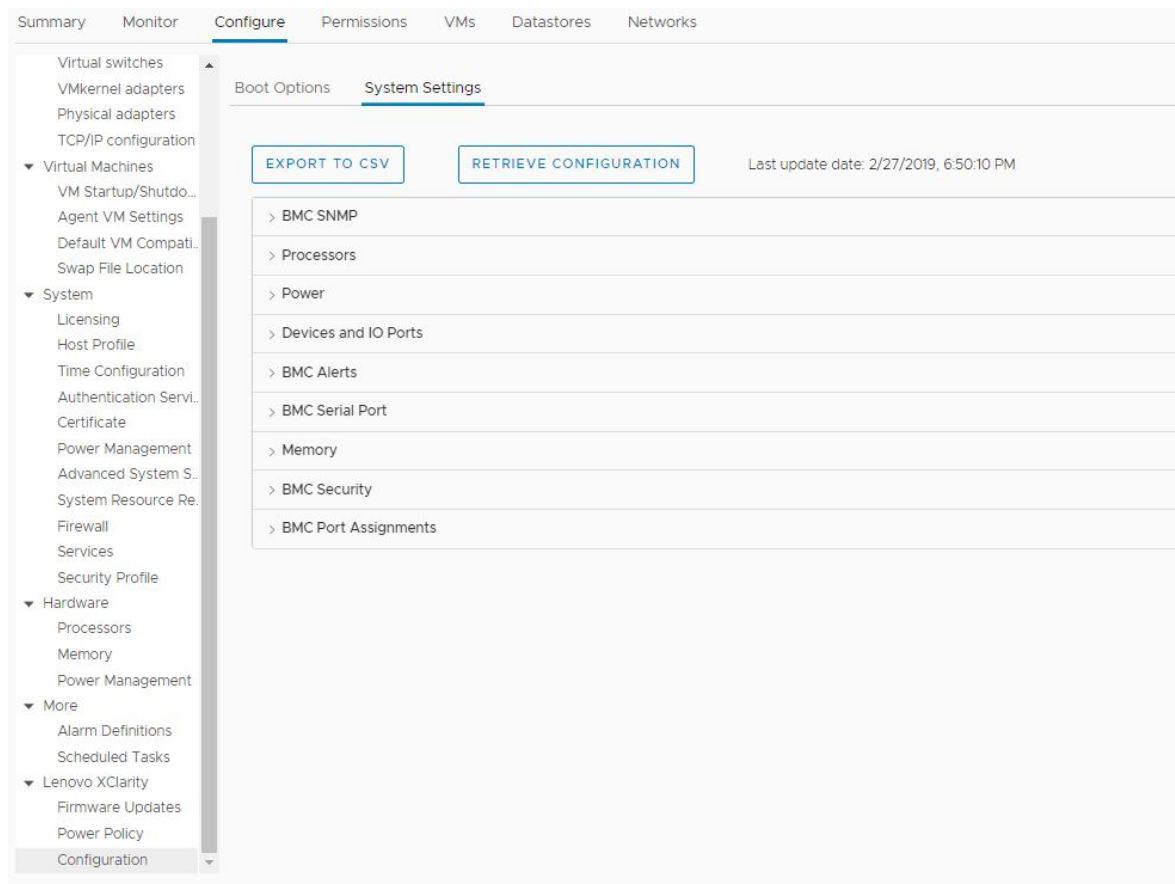 Summary Monitor Configure Permissions VMs Datastores Networks
Virtual switches
VMkernel adapters
Physical adapters
TCP/IP configuration
Virtual Machines
VM Startup/Shutdo...
Agent VM Settings
Default VM Compati..
Swap File Location
System
Licensing
Host Profile
Time Configuration
Authentication Servi..
Certificate
Power Management
Advanced System S..
System Resource Re.
Firewall
Services
Security Profile
Hardware
Processors
Memory
Power Management
More
Alarm Definitions
Scheduled Tasks
Lenovo XClarity
Firmware Updates
Power Policy
Configuration
Boot Options System Settings
EXPORT TO CSV RETRIEVE CONFIGURATION Last update date: 2/27/2019, 6:50:10 PM
BMC SNMP
Processors
Power
Devices and IO Ports
BMC Alerts
BMC Serial Port
Memory
BMC Security
BMC Port Assignments